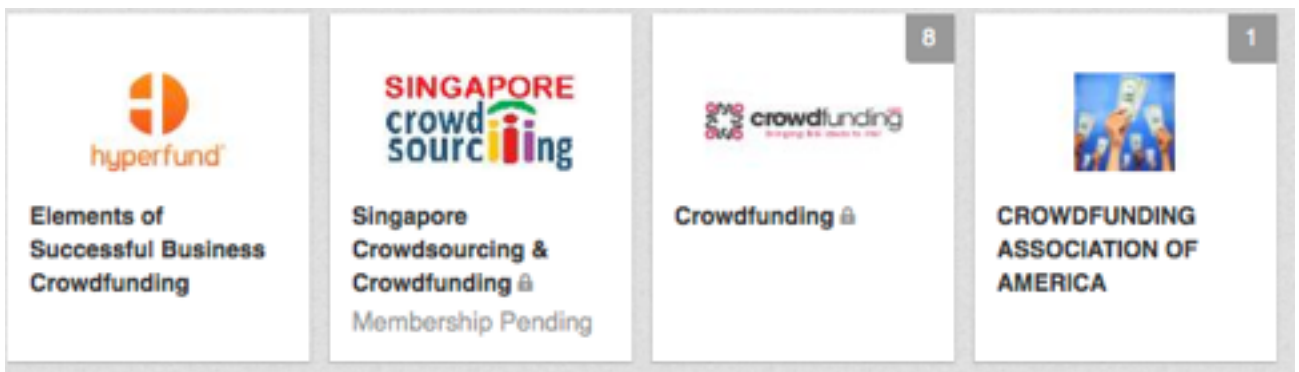 hyperfund
Elements of
Successful Business
Crowdfunding
SINGAPORE
crowd
sourciiiing
Singapore
Crowdsourcing &
Crowdfunding
Membership Pending
8
crowdfunding
Crowdfunding
1
CROWDFUNDING
ASSOCIATION OF
AMERICA